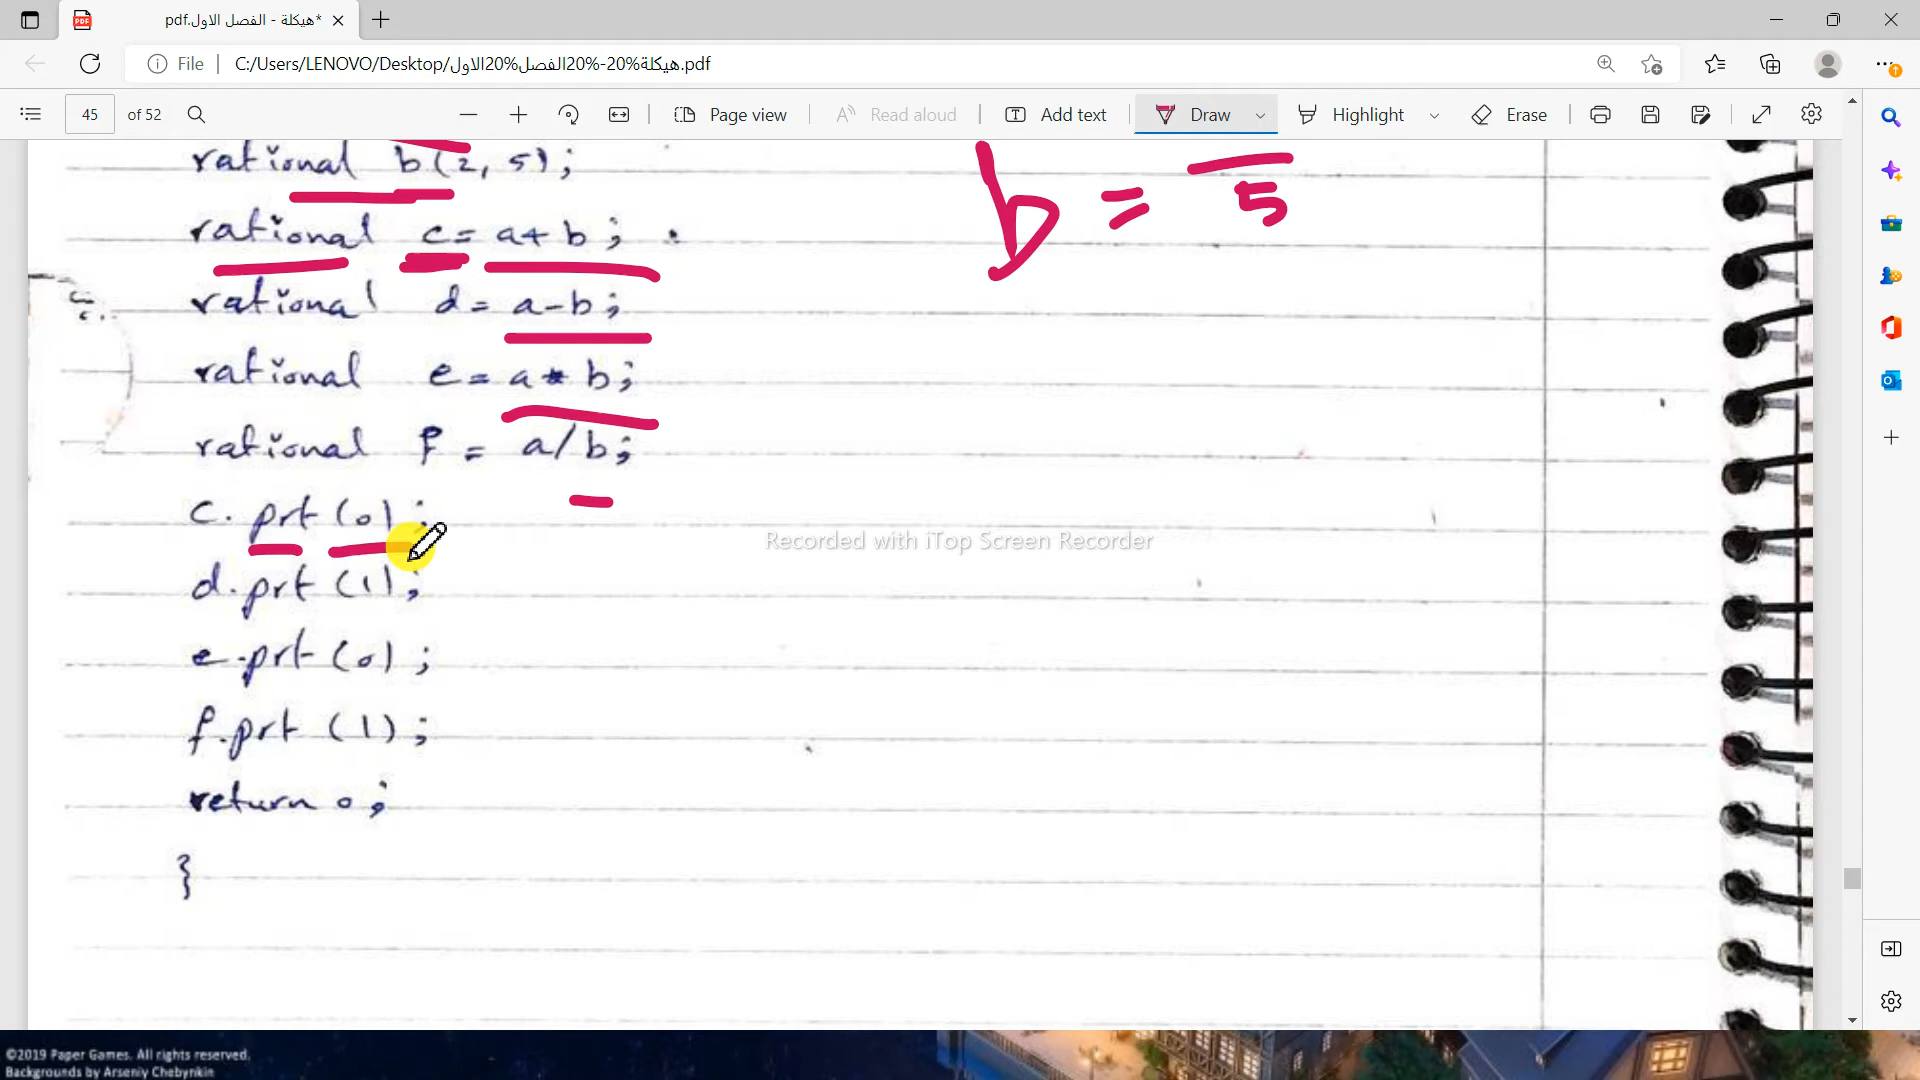 هيكلة - الفصل الاول.pdf*
File
C:/Users/LENOVO/Desktop/هيكلة%20-%20الفصل%20الاول.pdf
45 of 52
Page view
Read aloud
Add text
Draw
Highlight
Erase
rational b(2, 5);
rational c= a+ b ;
rational d= a-b;
rational e= a * b;
rational f = a/b;
c. prt (0) ;
d.prt (1);
e.prt (0) ;
f.prt (1);
return 0;
}
b = 5
Recorded with iTop Screen Recorder
©2019 Paper Games. All rights reserved.
Backgrounds by Arseniy Chebynkin